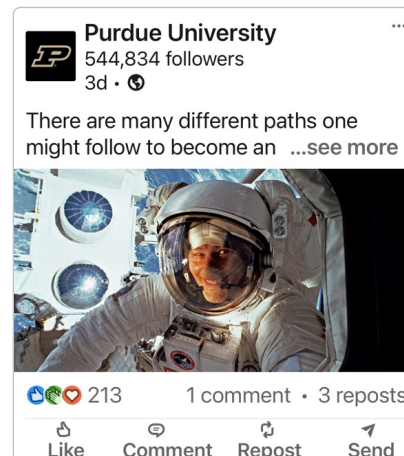 Purdue University
544,834 followers
3d •
There are many different paths one
might follow to become an ...see more
213 1 comment • 3 reposts
Like Comment Repost Send